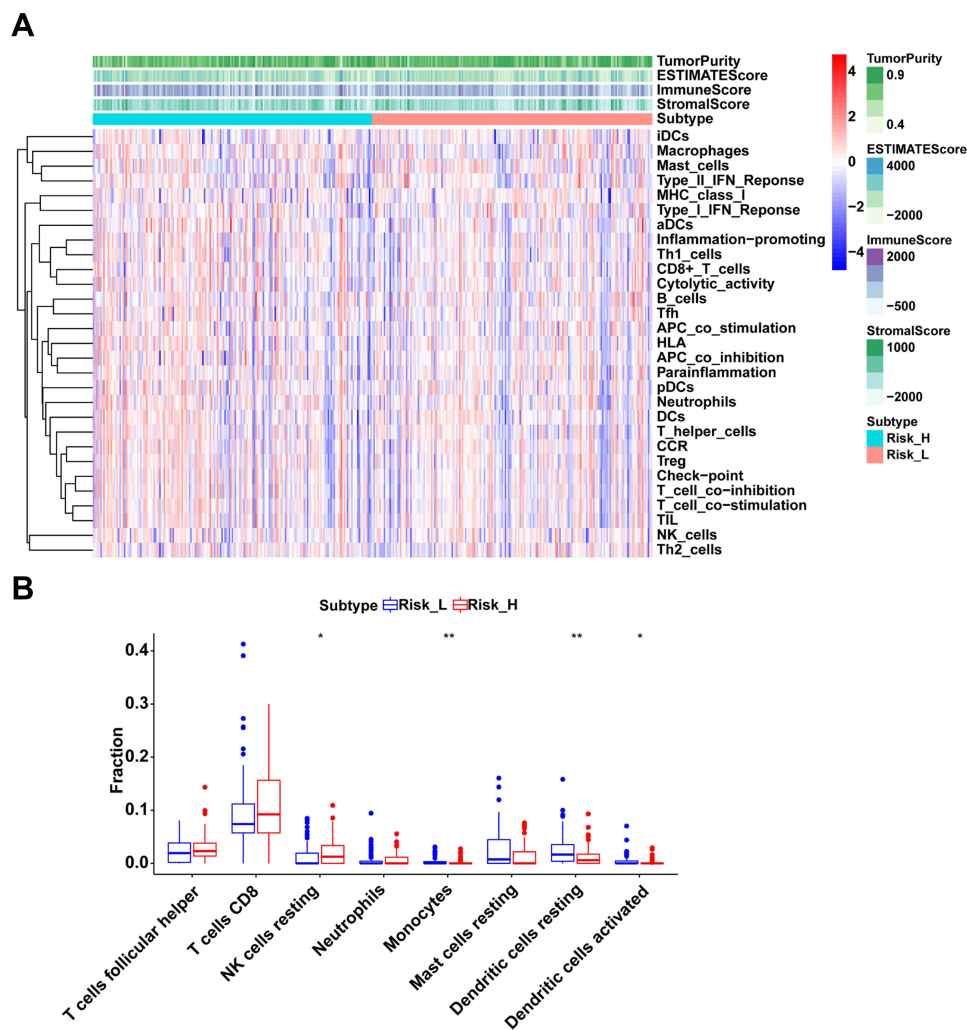 A
TumorPurity
ESTIMATEScore
ImmuneScore
StromalScore
Subtype
iDCs
Macrophages
Mast_cells
Type_II_IFN_Reponse
MHC_class_I
Type_I_IFN_Reponse
aDCs
Inflammation-promoting
Th1_cells
CD8+_T_cells
Cytolytic_activity
B_cells
Tfh
APC_co_stimulation
HLA
APC_co_inhibition
Parainflammation
pDCs
Neutrophils
DCs
T_helper_cells
CCR
Treg
Check-point
T_cell_co-inhibition
T_cell_co-stimulation
TIL
NK_cells
Th2_cells
4
2
0
−2
−4
TumorPurity
0.9
0.4
ESTIMATEScore
4000
−2000
ImmuneScore
2000
−500
StromalScore
1000
−2000
Subtype
Risk_H
Risk_L
B
Subtype Risk_L Risk_H
* ** ** *
Fraction
0.4
0.3
0.2
0.1
0.0
T cells follicular helper
T cells CD8
NK cells resting
Neutrophils
Monocytes
Mast cells resting
Dendritic cells resting
Dendritic cells activated